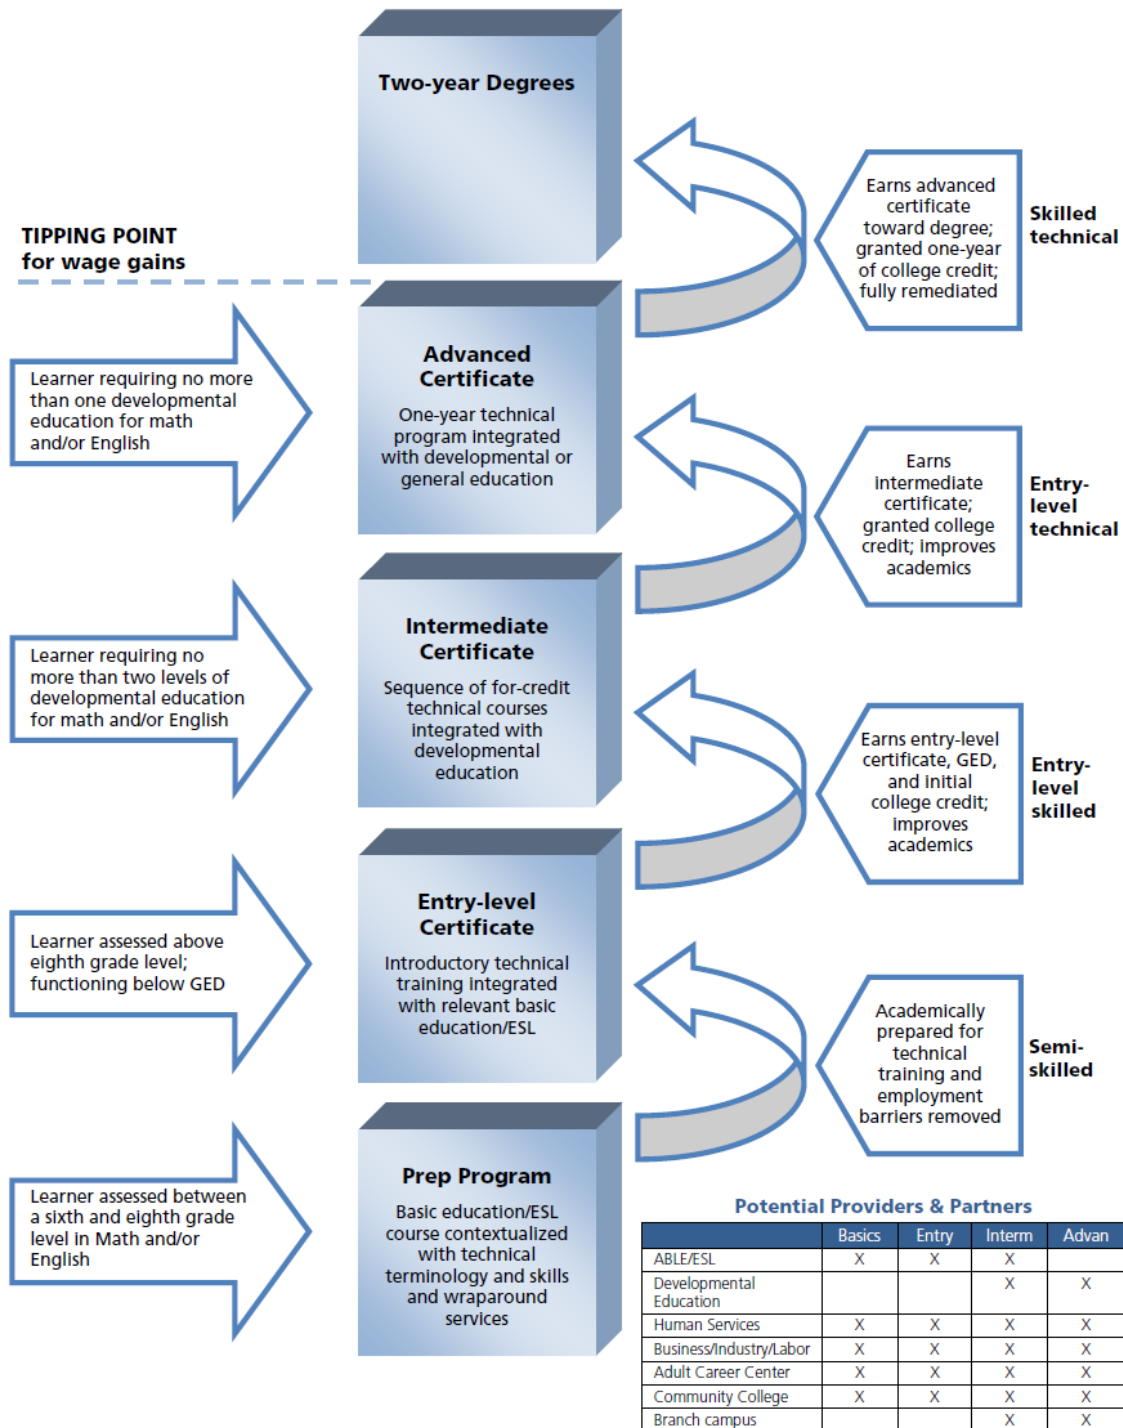 Two-year Degrees
Earns advanced
certificate
toward degree;
granted one-year
of college credit;
fully remediated
Skilled
technical
TIPPING POINT
for wage gains
Learner requiring no more
than one developmental
education for math
and/or English
Advanced
Certificate
One-year technical
program integrated
with developmental or
general education
Earns
intermediate
certificate;
granted college
credit; improves
academics
Entry-
level
technical
Learner requiring no
more than two levels of
developmental education
for math and/or English
Intermediate
Certificate
Sequence of for-credit
technical courses
integrated with
developmental
education
Earns entry-level
certificate, GED,
and initial
college credit;
improves
academics
Entry-
level
skilled
Learner assessed above
eighth grade level;
functioning below GED
Entry-level
Certificate
Introductory technical
training integrated
with relevant basic
education/ESL
Academically
prepared for
technical
training and
employment
barriers removed
Semi-
skilled
Learner assessed between
a sixth and eighth grade
level in Math and/or
English
Prep Program
Basic education/ESL
course contextualized
with technical
terminology and skills
and wraparound
services
Potential Providers & Partners
Basics Entry Interm Advan
ABLE/ESL X X X
Developmental
Education X X
Human Services X X X X
Business/Industry/Labor X X X X
Adult Career Center X X X X
Community College X X X X
Branch campus X X